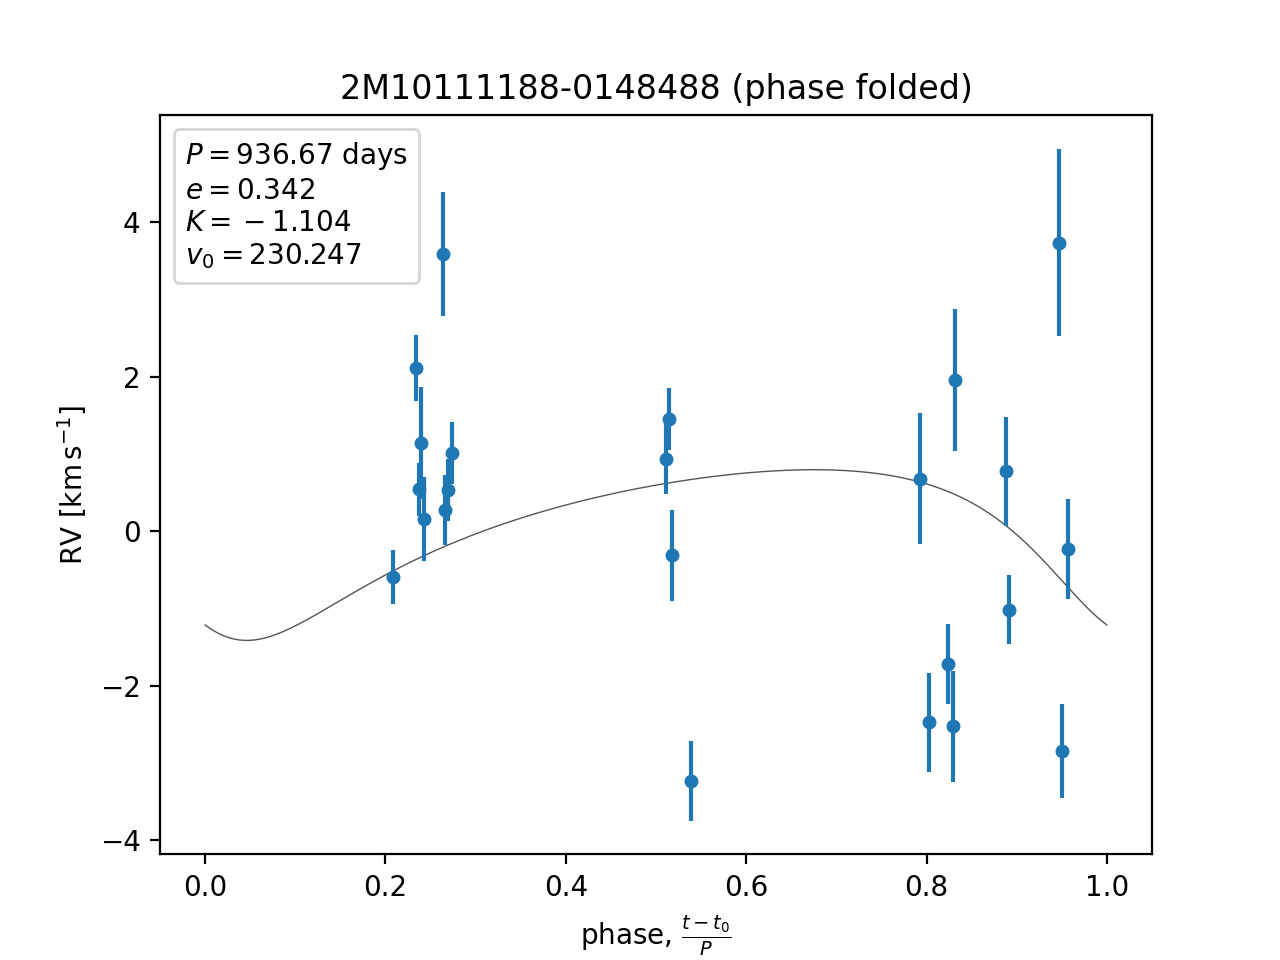 2M10111188-0148488 (phase folded)
P = 936.67 days
e = 0.342
K = −1.104
v₀ = 230.247
4
2
0
−2
−4
RV [km s⁻¹]
0.0 0.2 0.4 0.6 0.8 1.0
phase, (t − t₀)/P